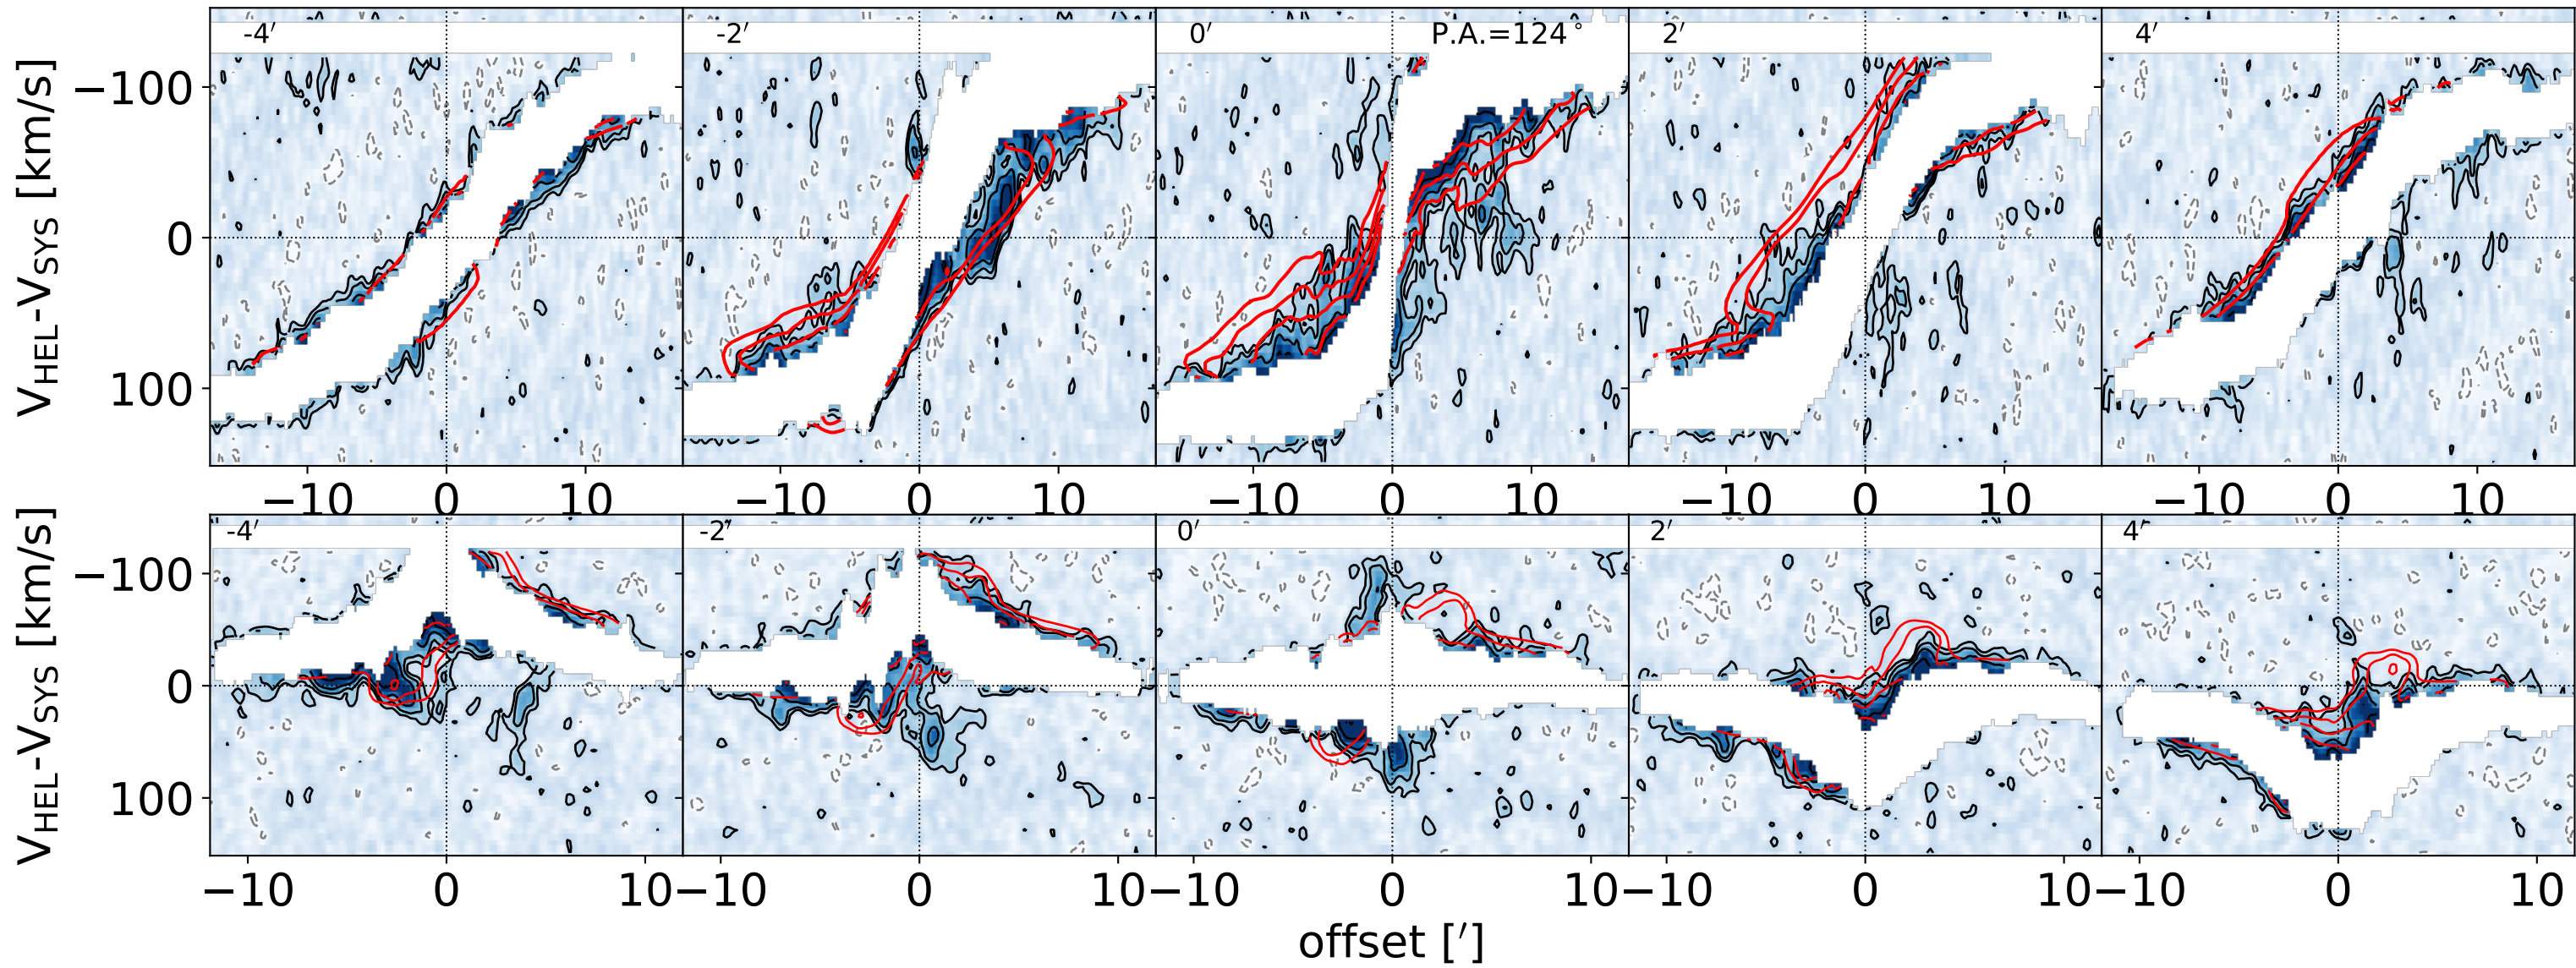 -4′ -2′ 0′ P.A.=124° 2′ 4′
V_HEL-V_SYS [km/s]
−100
0
100
−10 0 10 −10 0 10 −10 0 10 −10 0 10 −10 0 10
-4′ -2′ 0′ 2′ 4′
V_HEL-V_SYS [km/s]
−100
0
100
−10 0 10 −10 0 10 −10 0 10 −10 0 10 −10 0 10
offset [′]